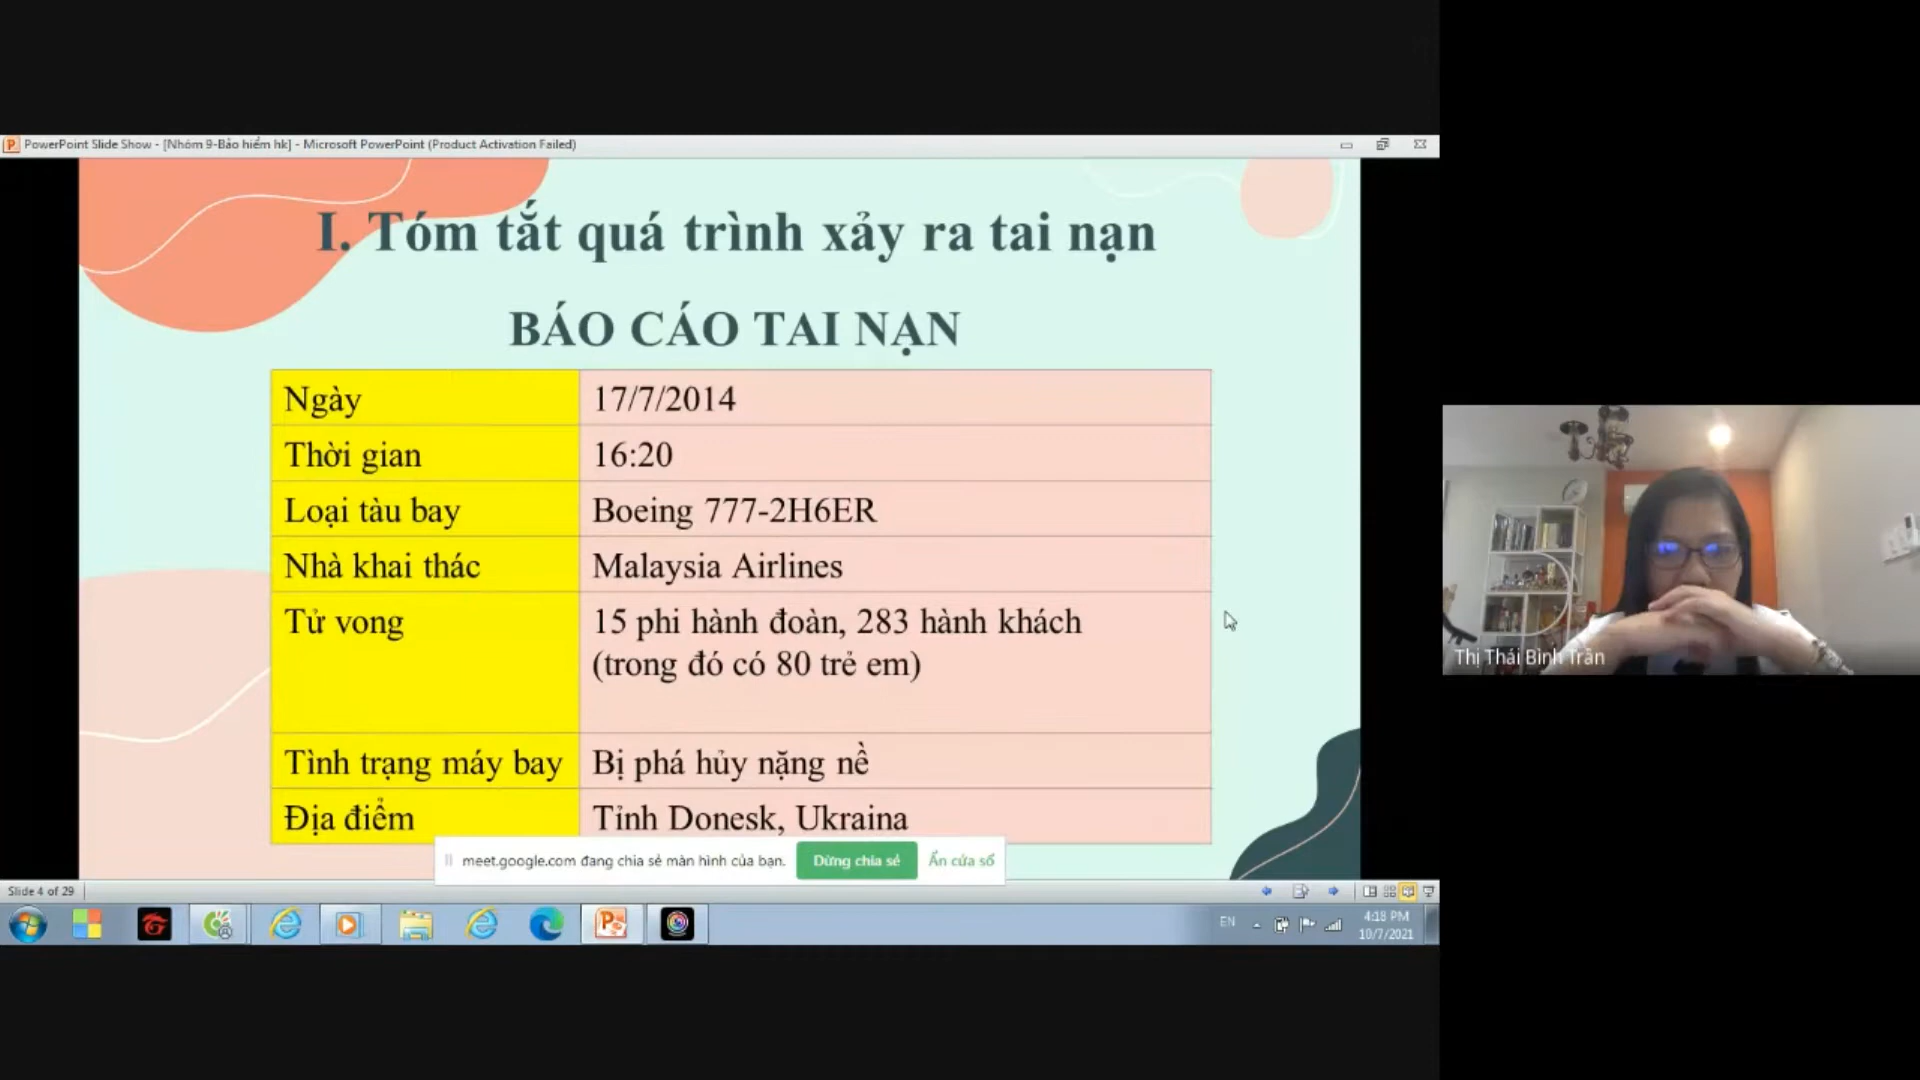 PowerPoint Slide Show - [Nhóm 9-Bảo hiểm hk] - Microsoft PowerPoint (Product Activation Failed)
I. Tóm tắt quá trình xảy ra tai nạn
BÁO CÁO TAI NẠN
Ngày 17/7/2014
Thời gian 16:20
Loại tàu bay Boeing 777-2H6ER
Nhà khai thác Malaysia Airlines
Tử vong 15 phi hành đoàn, 283 hành khách
(trong đó có 80 trẻ em)
Tình trạng máy bay Bị phá hủy nặng nề
Địa điểm Tỉnh Donesk, Ukraina
meet.google.com đang chia sẻ màn hình của bạn. Dừng chia sẻ Ẩn cửa sổ
Thị Thái Bình Trần
Slide 4 of 29
EN
4:18 PM
10/7/2021